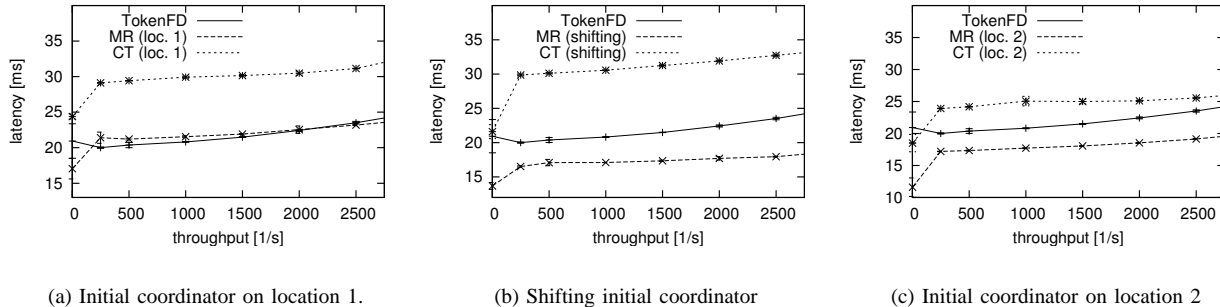 TokenFD
MR (loc. 1)
CT (loc. 1)
latency [ms]
40
35
30
25
20
15
0 500 1000 1500 2000 2500
throughput [1/s]
(a) Initial coordinator on location 1.
TokenFD
MR (shifting)
CT (shifting)
latency [ms]
40
35
30
25
20
15
0 500 1000 1500 2000 2500
throughput [1/s]
(b) Shifting initial coordinator
TokenFD
MR (loc. 2)
CT (loc. 2)
latency [ms]
40
35
30
25
20
15
10
0 500 1000 1500 2000 2500
throughput [1/s]
(c) Initial coordinator on location 2